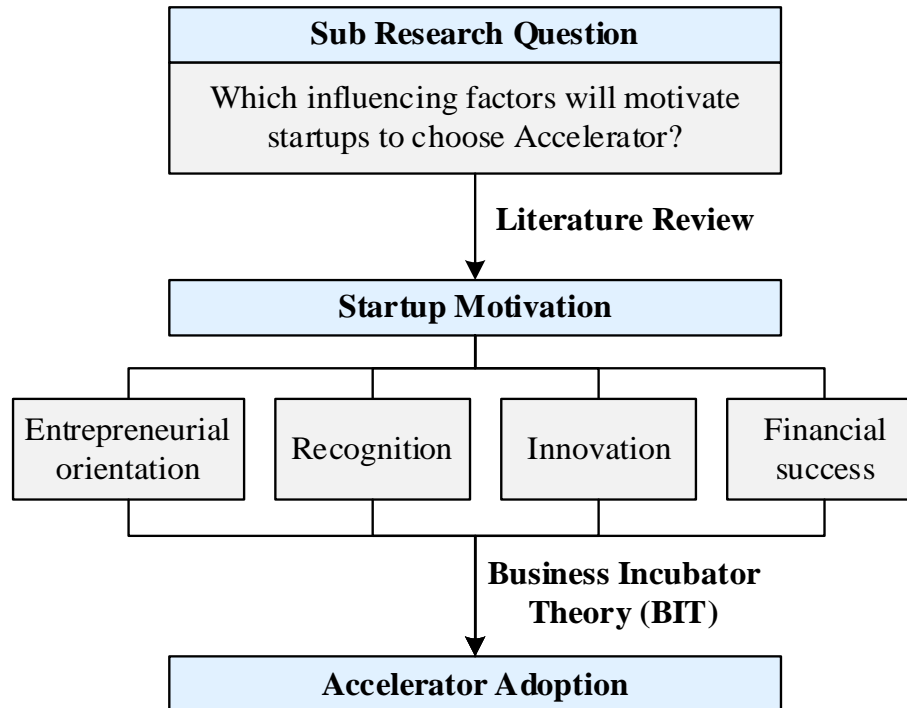 Sub Research Question
Which influencing factors will motivate
startups to choose Accelerator?
Literature Review
Startup Motivation
Entrepreneurial
orientation
Recognition
Innovation
Financial
success
Business Incubator
Theory (BIT)
Accelerator Adoption